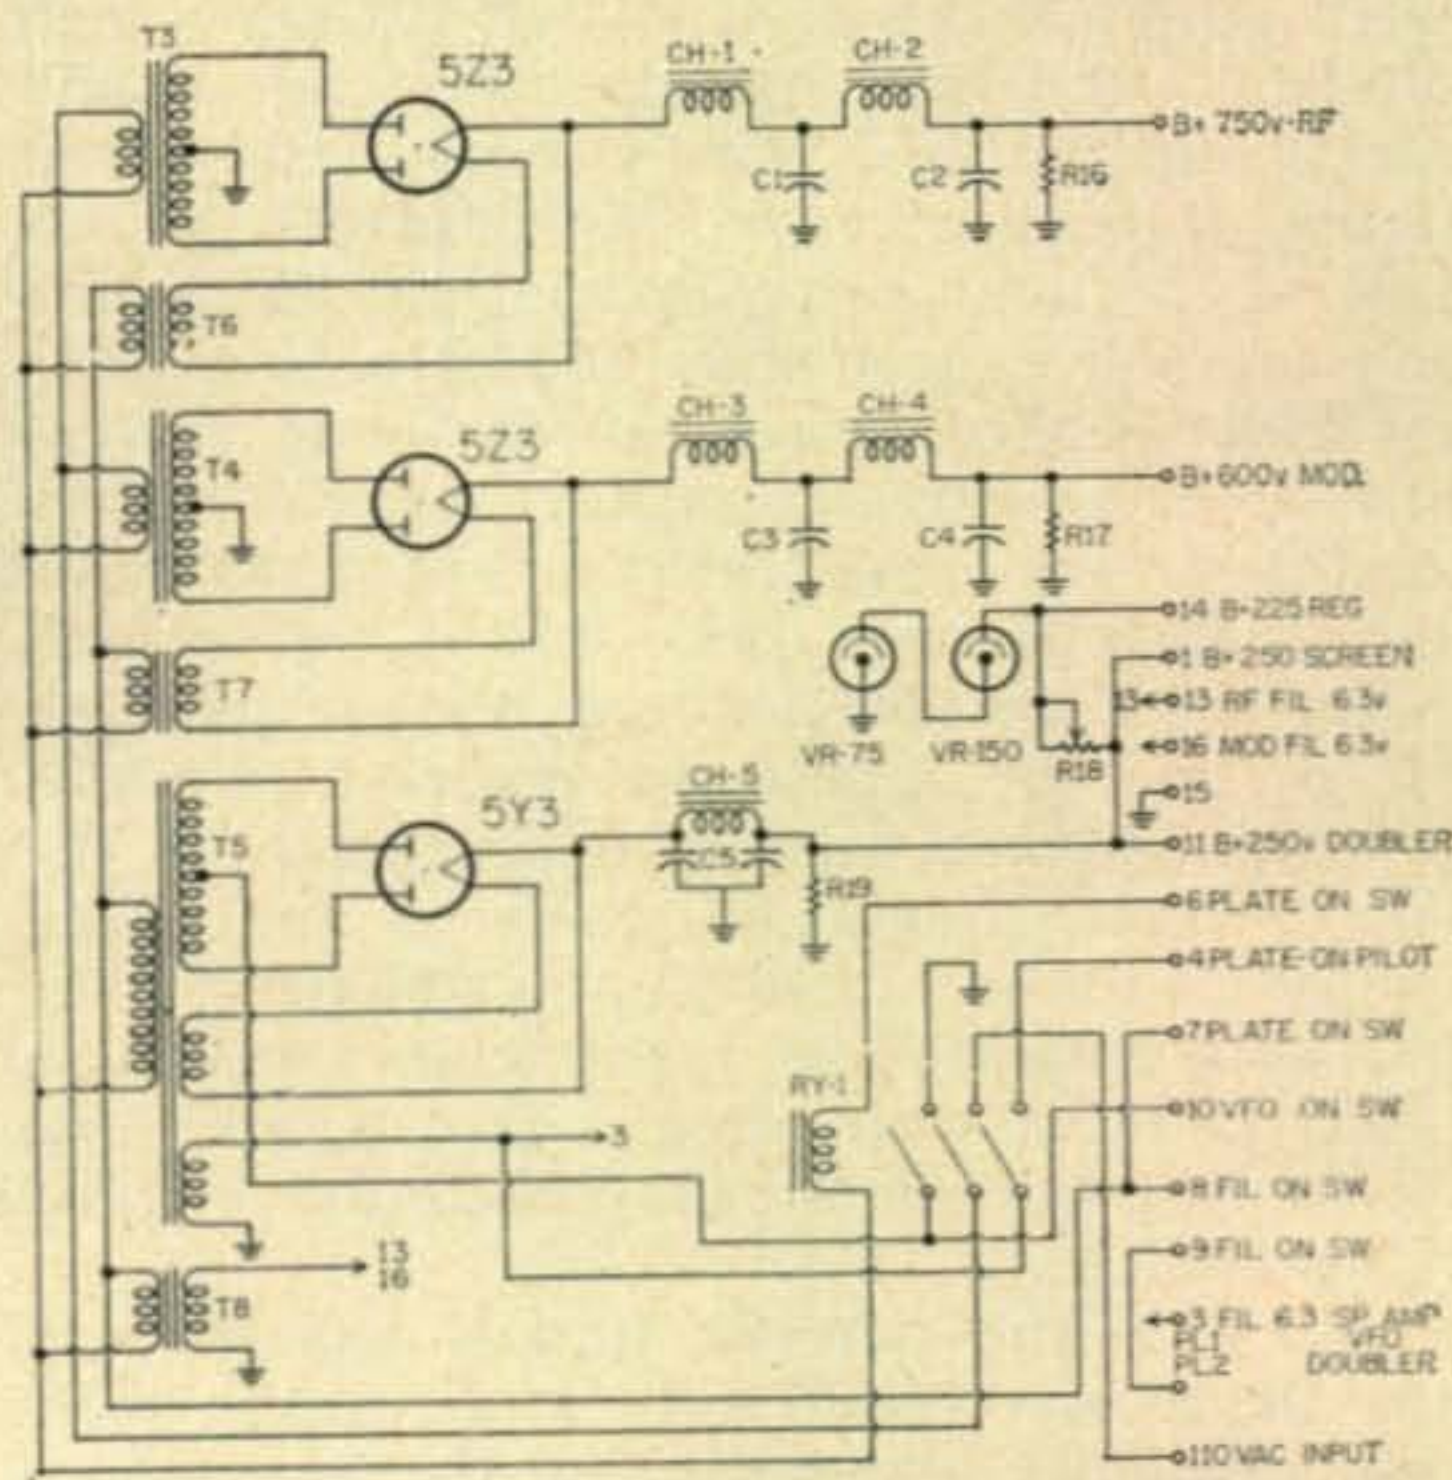 T3
5Z3
CH-1
CH-2
B+ 750v-RF
C1
C2
R16
T6
CH-3
CH-4
5Z3
T4
B+600v MOD.
C3
C4
R17
14 B+225 REG
1 B+250 SCREEN
T7
13
13 RF FIL 6.3v
VR-75
VR-150
R18
16 MOD FIL 6.3v
CH-5
15
5Y3
T5
C5
11 B+250v DOUBLER
R19
6 PLATE ON SW
4 PLATE-ON PILOT
7 PLATE ON SW
RY-1
10 VFO ON SW
3
8 FIL ON SW
9 FIL ON SW
13
16
T8
3 FIL 6.3 SP. AMP
PL1 VFO
PL2 DOUBLER
110 VAC INPUT